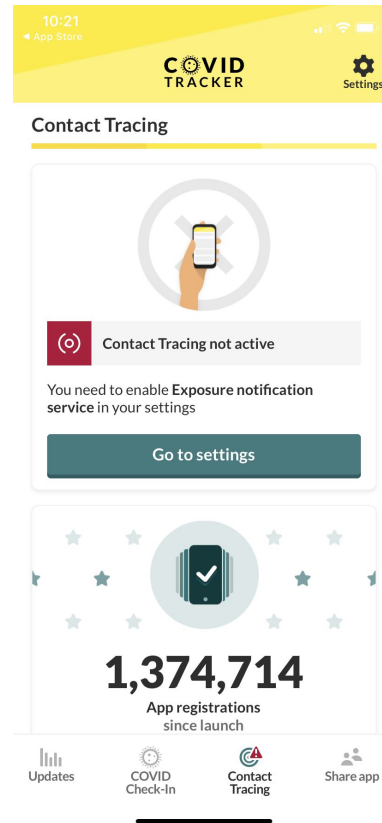 10:21
◀ App Store
COVID
TRACKER
Settings
Contact Tracing
Contact Tracing not active
You need to enable Exposure notification
service in your settings
Go to settings
1,374,714
App registrations
since launch
Updates
COVID
Check-In
Contact
Tracing
Share app